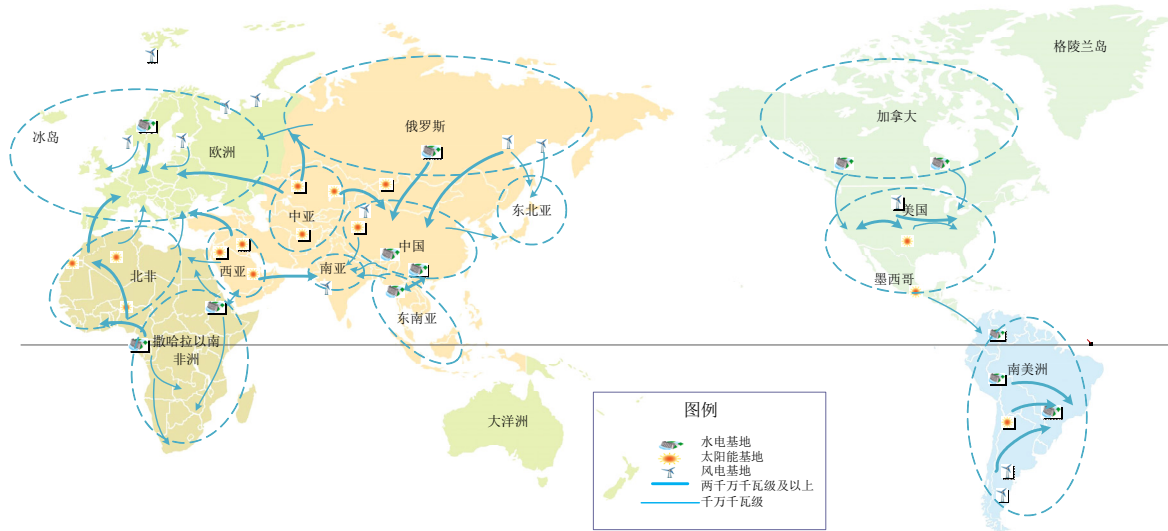 格陵兰岛
冰岛
欧洲
俄罗斯
加拿大
中亚
东北亚
美国
中国
北非
西亚
南亚
墨西哥
东南亚
撒哈拉以南
非洲
南美洲
大洋洲
图例
水电基地
太阳能基地
风电基地
两千万千瓦级及以上
千万千瓦级